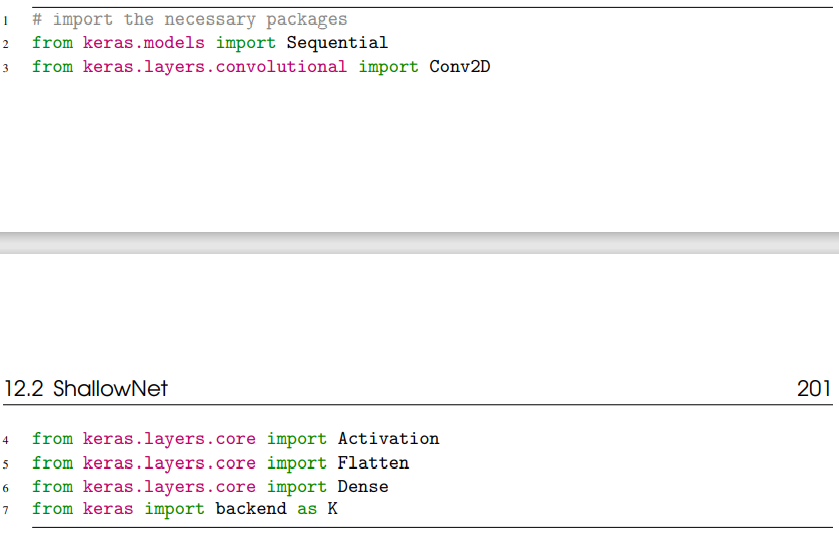 1 # import the necessary packages
2 from keras.models import Sequential
3 from keras.layers.convolutional import Conv2D
12.2 ShallowNet 201
4 from keras.layers.core import Activation
5 from keras.layers.core import Flatten
6 from keras.layers.core import Dense
7 from keras import backend as K